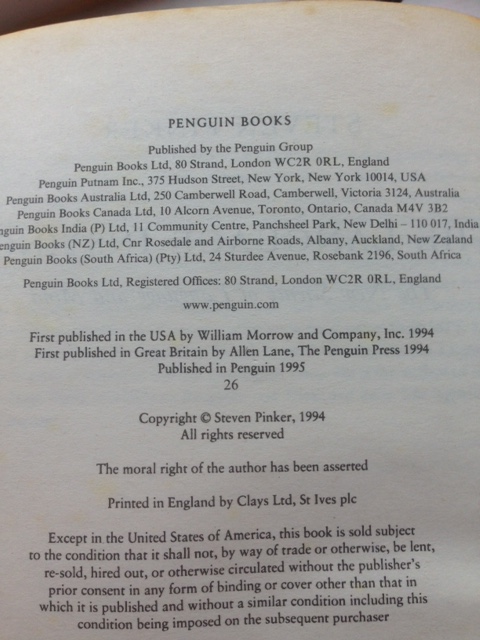 PENGUIN BOOKS
Published by the Penguin Group
Penguin Books Ltd, 80 Strand, London WC2R 0RL, England
Penguin Putnam Inc., 375 Hudson Street, New York, New York 10014, USA
Penguin Books Australia Ltd, 250 Camberwell Road, Camberwell, Victoria 3124, Australia
Penguin Books Canada Ltd, 10 Alcorn Avenue, Toronto, Ontario, Canada M4V 3B2
nguin Books India (P) Ltd, 11 Community Centre, Panchsheel Park, New Delhi – 110 017, India
enguin Books (NZ) Ltd, Cnr Rosedale and Airborne Roads, Albany, Auckland, New Zealand
Penguin Books (South Africa) (Pty) Ltd, 24 Sturdee Avenue, Rosebank 2196, South Africa
Penguin Books Ltd, Registered Offices: 80 Strand, London WC2R 0RL, England
www.penguin.com
First published in the USA by William Morrow and Company, Inc. 1994
First published in Great Britain by Allen Lane, The Penguin Press 1994
Published in Penguin 1995
26
Copyright © Steven Pinker, 1994
All rights reserved
The moral right of the author has been asserted
Printed in England by Clays Ltd, St Ives plc
Except in the United States of America, this book is sold subject
to the condition that it shall not, by way of trade or otherwise, be lent,
re-sold, hired out, or otherwise circulated without the publisher's
prior consent in any form of binding or cover other than that in
which it is published and without a similar condition including this
condition being imposed on the subsequent purchaser